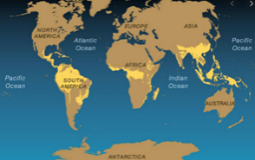 NORTH
AMERICA
Atlantic
Ocean
EUROPE
ASIA
Pacific
Ocean
AFRICA
Pacific
Ocean
SOUTH
AMERICA
Indian
Ocean
AUSTRALIA
ANTARCTICA